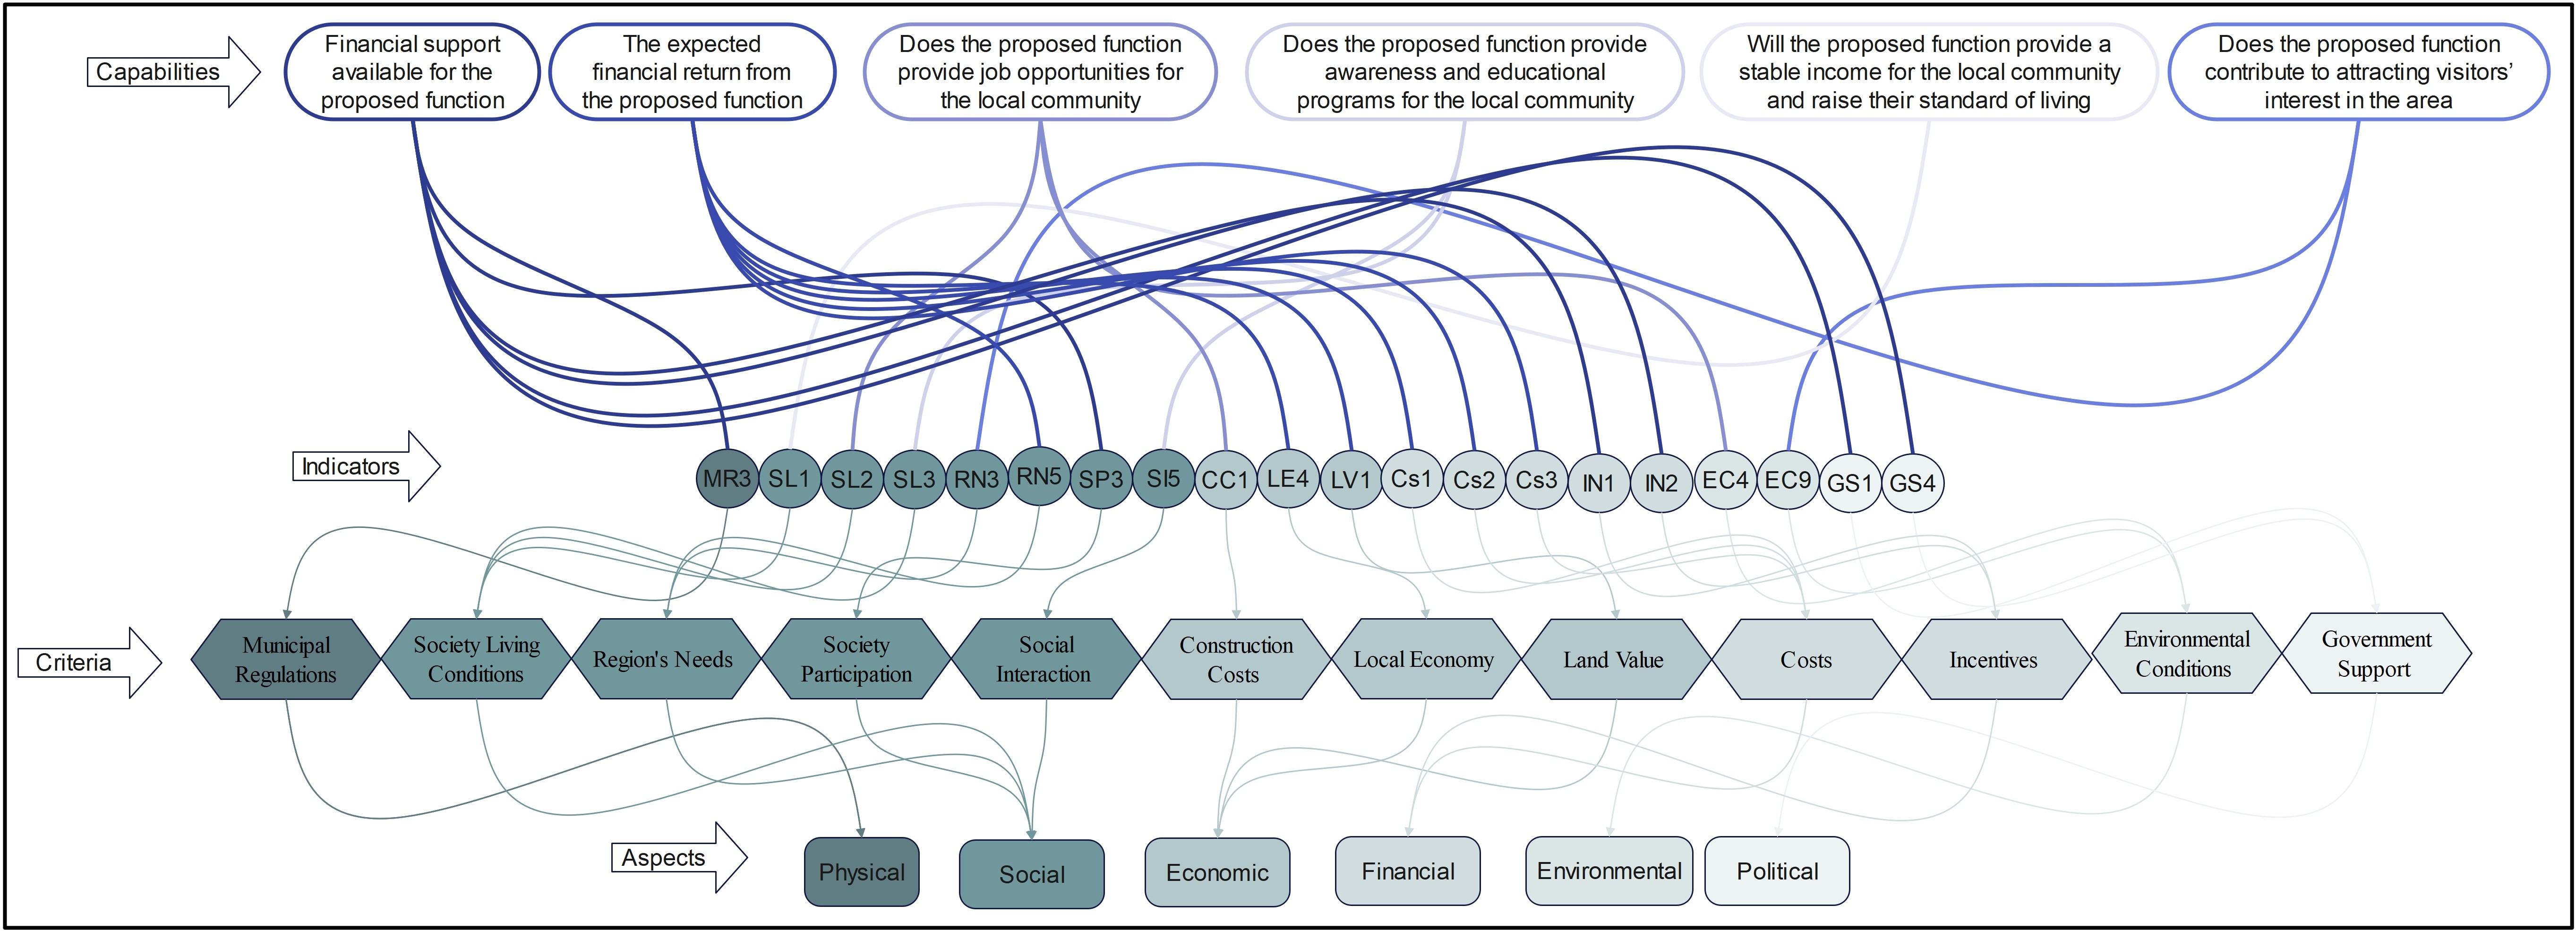 Capabilities
Financial support
available for the
proposed function
The expected
financial return from
the proposed function
Does the proposed function
provide job opportunities for
the local community
Does the proposed function provide
awareness and educational
programs for the local community
Will the proposed function provide a
stable income for the local community
and raise their standard of living
Does the proposed function
contribute to attracting visitors’
interest in the area
Indicators
MR3
SL1
SL2
SL3
RN3
RN5
SP3
SI5
CC1
LE4
LV1
Cs1
Cs2
Cs3
IN1
IN2
EC4
EC9
GS1
GS4
Criteria
Municipal
Regulations
Society Living
Conditions
Region's Needs
Society
Participation
Social
Interaction
Construction
Costs
Local Economy
Land Value
Costs
Incentives
Environmental
Conditions
Government
Support
Aspects
Physical
Social
Economic
Financial
Environmental
Political